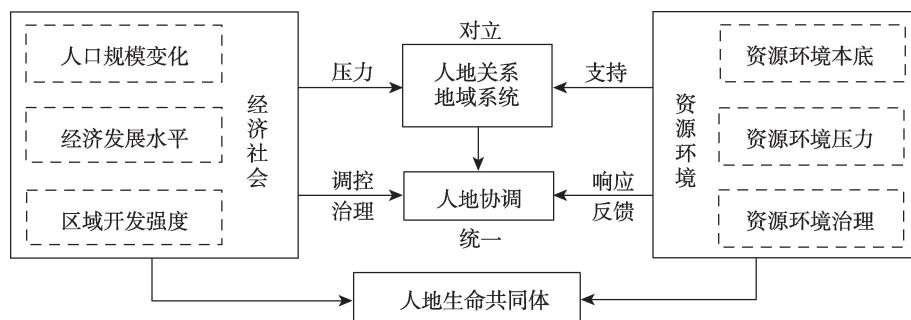 人口规模变化
经济发展水平
区域开发强度
经济社会
压力
调控
治理
对立
人地关系
地域系统
人地协调
统一
支持
响应
反馈
资源环境
资源环境本底
资源环境压力
资源环境治理
人地生命共同体